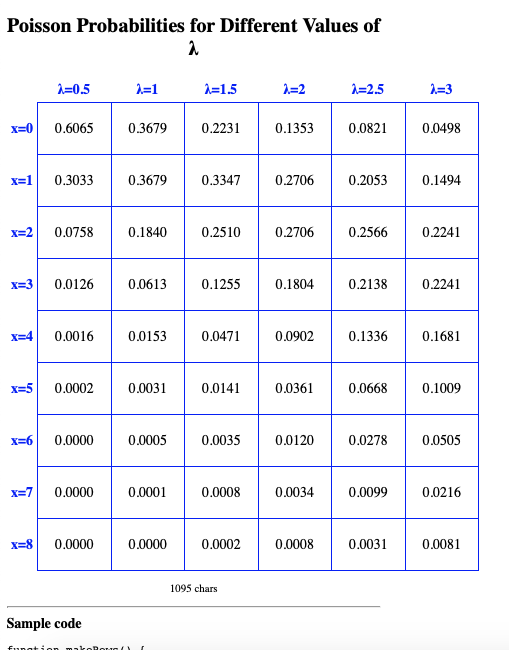 Poisson Probabilities for Different Values of
λ
λ=0.5 λ=1 λ=1.5 λ=2 λ=2.5 λ=3
x=0 0.6065 0.3679 0.2231 0.1353 0.0821 0.0498
x=1 0.3033 0.3679 0.3347 0.2706 0.2053 0.1494
x=2 0.0758 0.1840 0.2510 0.2706 0.2566 0.2241
x=3 0.0126 0.0613 0.1255 0.1804 0.2138 0.2241
x=4 0.0016 0.0153 0.0471 0.0902 0.1336 0.1681
x=5 0.0002 0.0031 0.0141 0.0361 0.0668 0.1009
x=6 0.0000 0.0005 0.0035 0.0120 0.0278 0.0505
x=7 0.0000 0.0001 0.0008 0.0034 0.0099 0.0216
x=8 0.0000 0.0000 0.0002 0.0008 0.0031 0.0081
1095 chars
Sample code
function makeRows() {